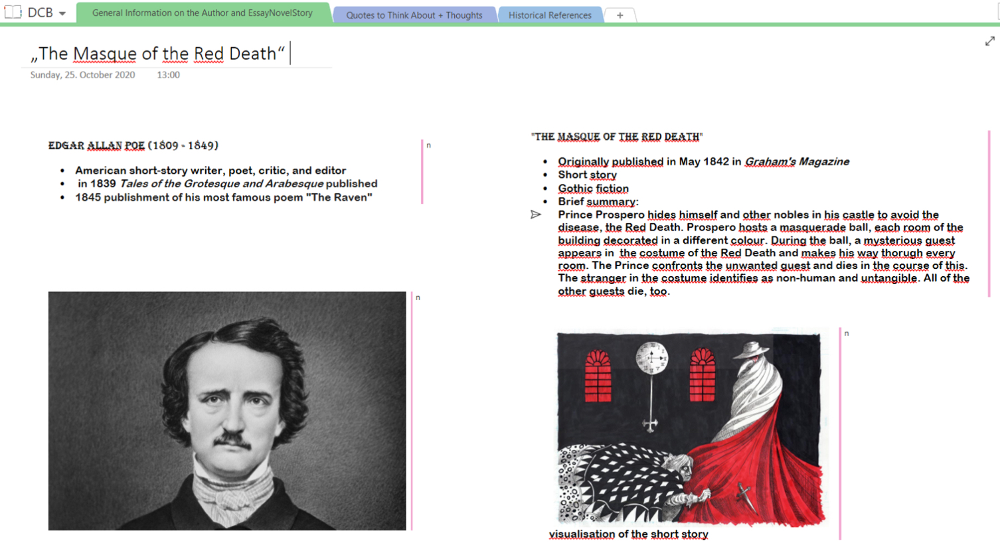 DCB
General Information on the Author and EssayNovelStory
Quotes to Think About + Thoughts
Historical References
+
„The Masque of the Red Death“
Sunday, 25. October 2020 13:00
EDGAR ALLAN POE (1809 - 1849)
n
• American short-story writer, poet, critic, and editor
• in 1839 Tales of the Grotesque and Arabesque published
• 1845 publishment of his most famous poem "The Raven"
n
"THE MASQUE OF THE RED DEATH"
• Originally published in May 1842 in Graham's Magazine
• Short story
• Gothic fiction
• Brief summary:
Prince Prospero hides himself and other nobles in his castle to avoid the
disease, the Red Death. Prospero hosts a masquerade ball, each room of the
building decorated in a different colour. During the ball, a mysterious guest
appears in the costume of the Red Death and makes his way thorugh every
room. The Prince confronts the unwanted guest and dies in the course of this.
The stranger in the costume identifies as non-human and untangible. All of the
other guests die, too.
n
visualisation of the short story